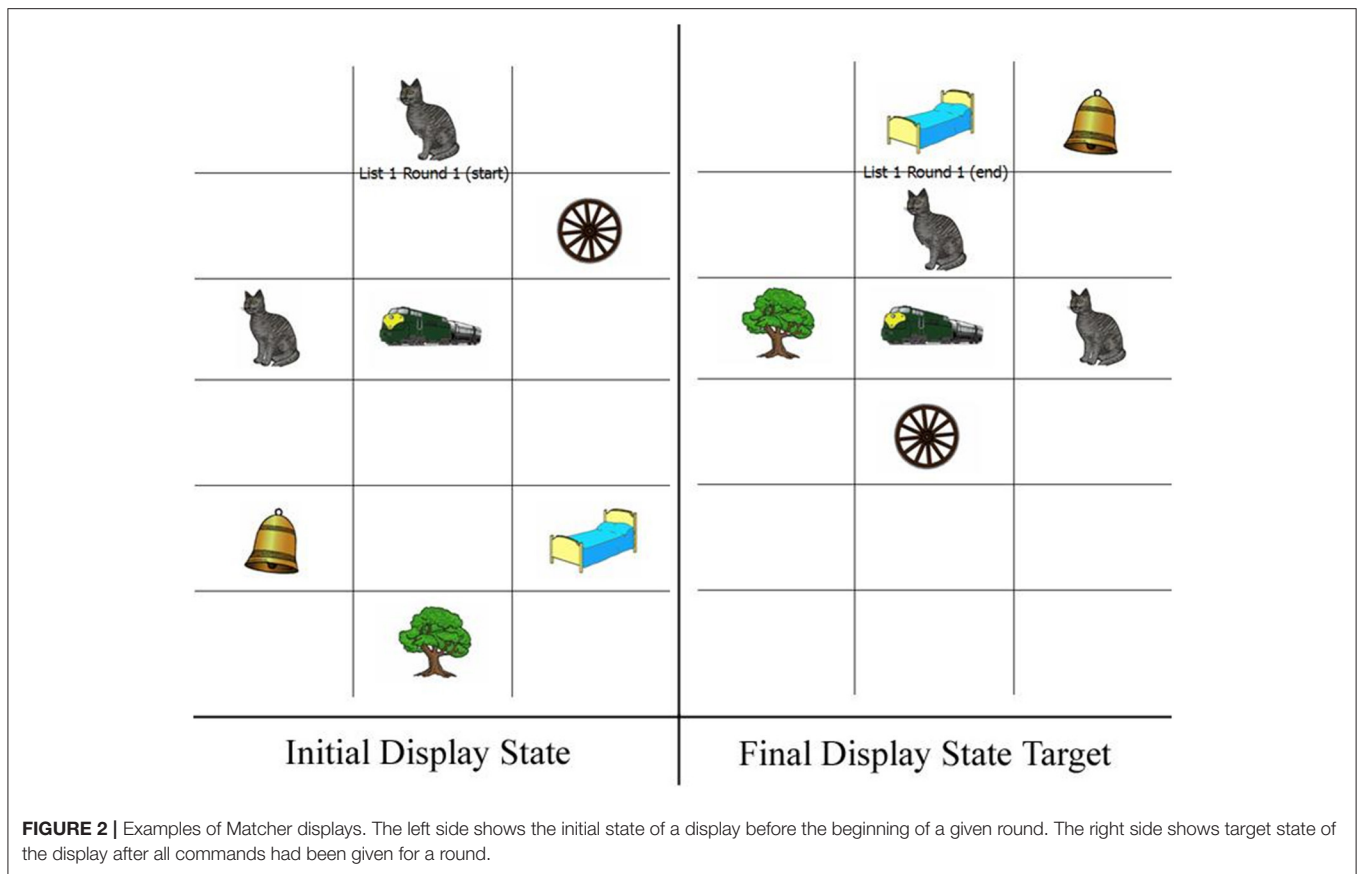 List 1 Round 1 (start)
List 1 Round 1 (end)
Initial Display State
Final Display State Target
FIGURE 2 | Examples of Matcher displays. The left side shows the initial state of a display before the beginning of a given round. The right side shows target state of
the display after all commands had been given for a round.